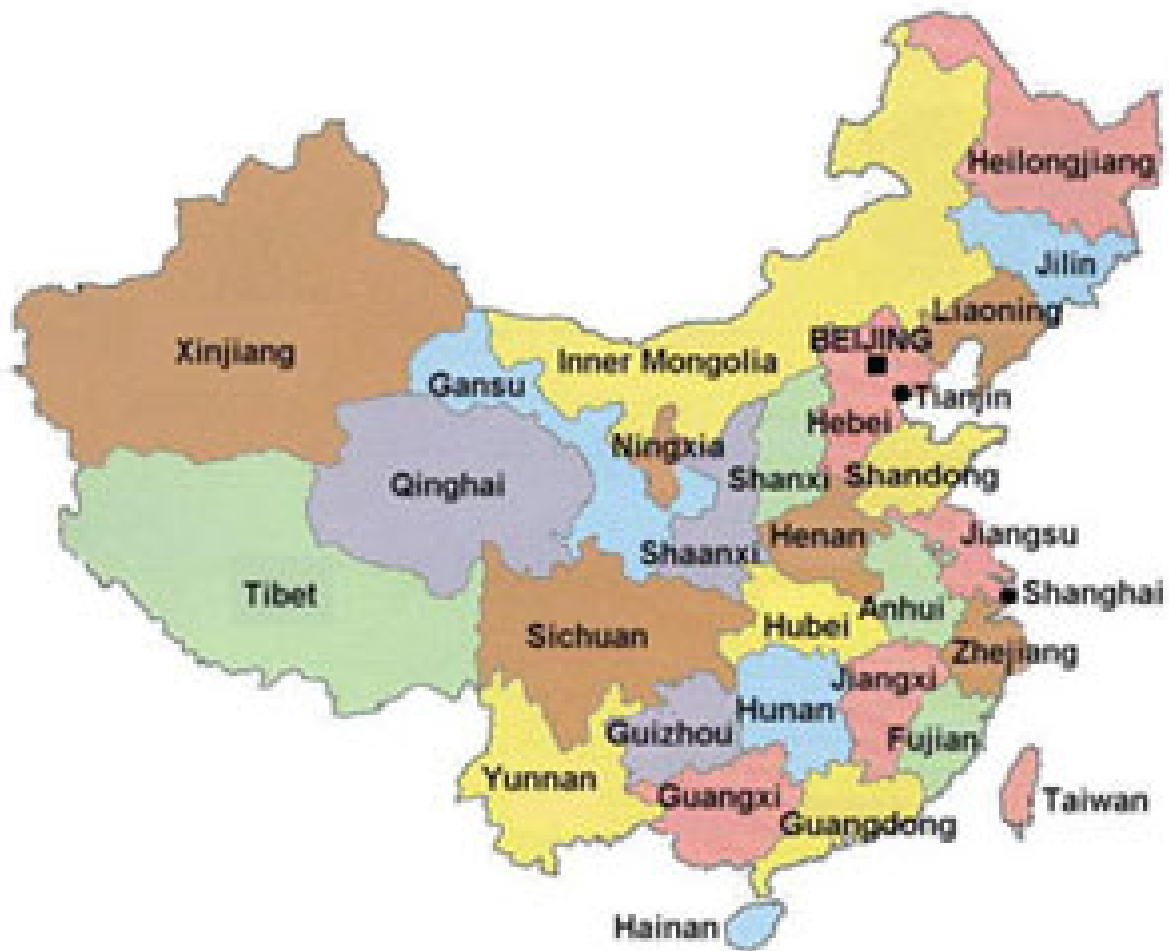 Heilongjiang
Jilin
Liaoning
BEIJING
Xinjiang
Inner Mongolia
Gansu
Tianjin
Hebei
Ningxia
Shanxi
Shandong
Qinghai
Henan
Jiangsu
Shaanxi
Tibet
Shanghai
Anhui
Hubei
Sichuan
Zhejiang
Jiangxi
Hunan
Guizhou
Fujian
Yunnan
Guangxi
Taiwan
Guangdong
Hainan